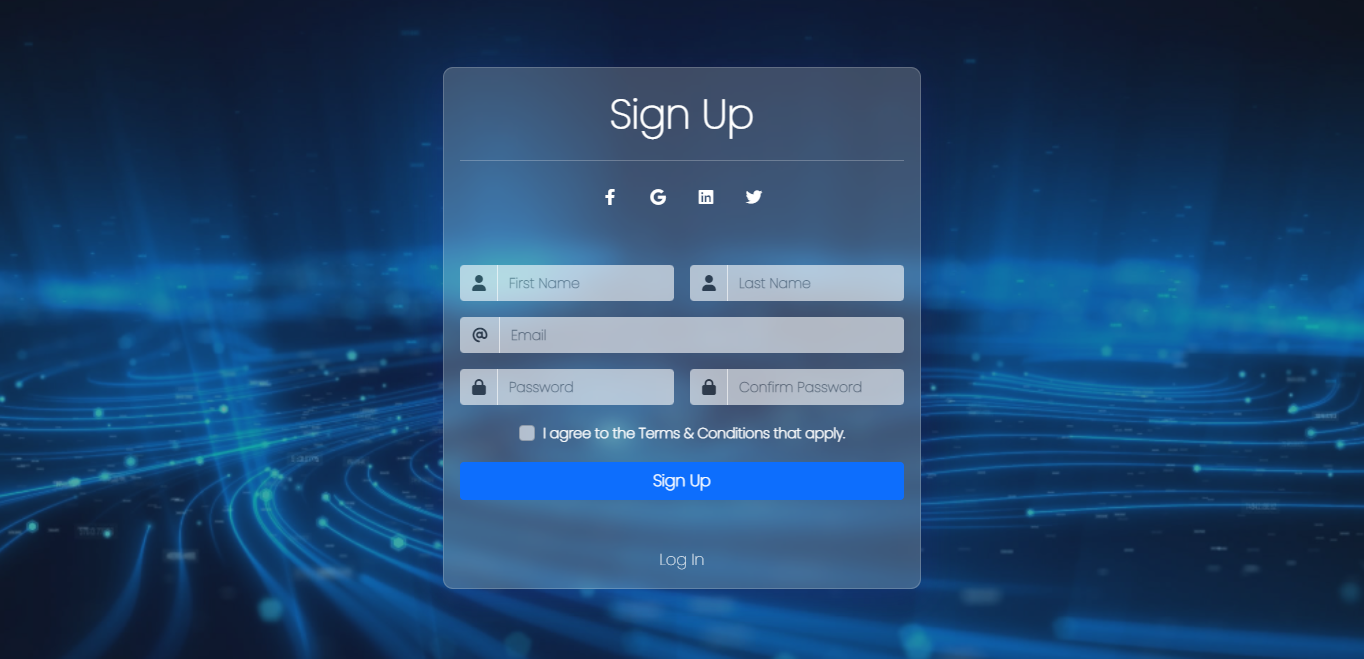 Sign Up
First Name Last Name
@ Email
Password Confirm Password
I agree to the Terms & Conditions that apply.
Sign Up
Log In